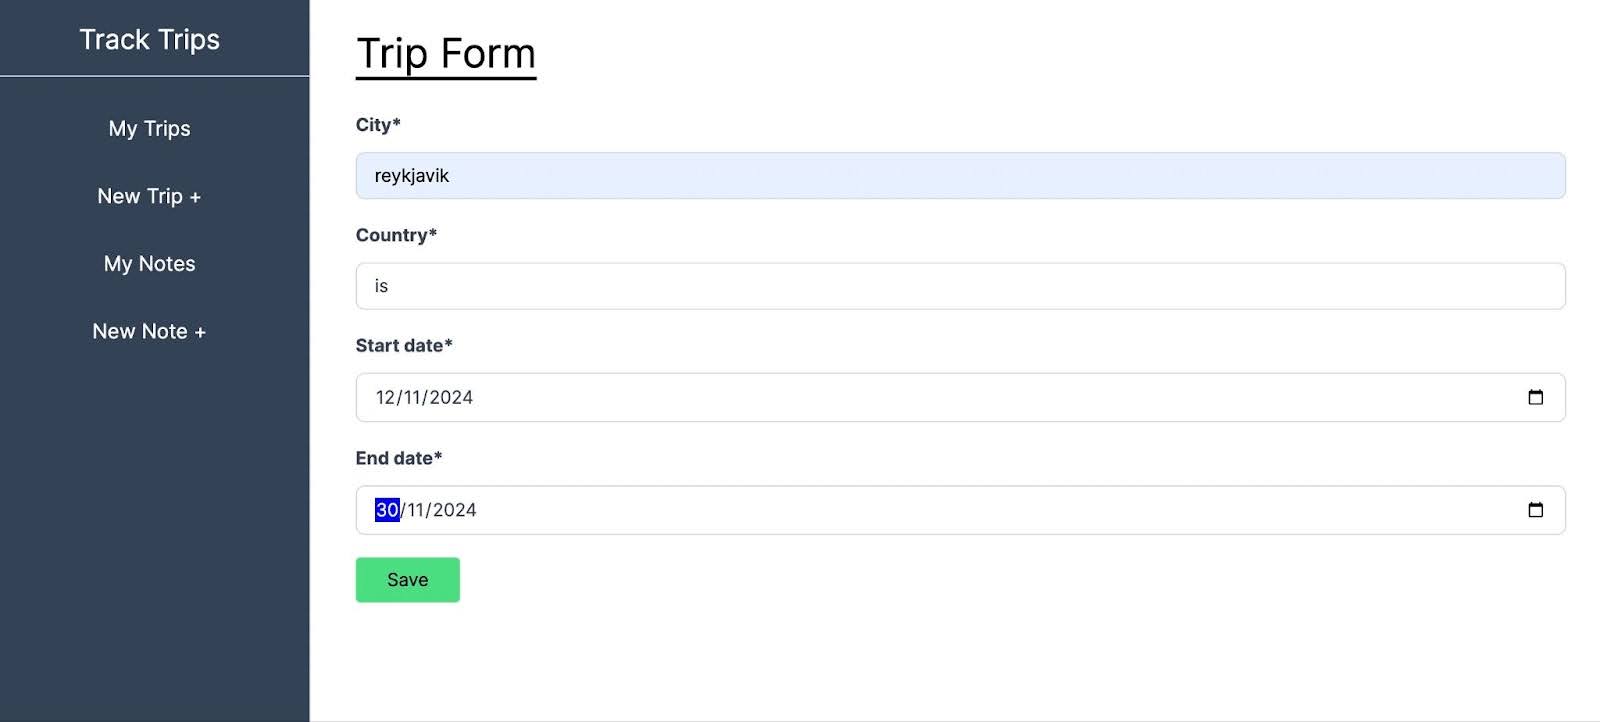 Track Trips
My Trips
New Trip +
My Notes
New Note +
Trip Form
City*
reykjavik
Country*
is
Start date*
12/11/2024
End date*
30/11/2024
Save